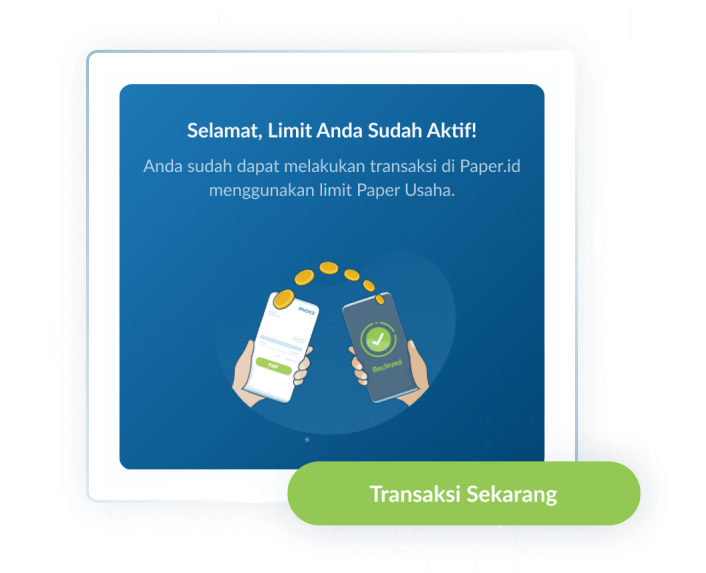 Selamat, Limit Anda Sudah Aktif!
Anda sudah dapat melakukan transaksi di Paper.id
menggunakan limit Paper Usaha.
INVOICE
Recieved
Transaksi Sekarang